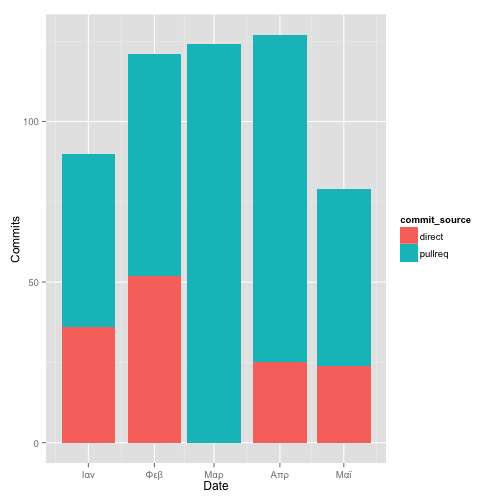 Commits
100
50
0
Ιαν Φεβ Μαρ Απρ Μαϊ
Date
commit_source
direct
pullreq